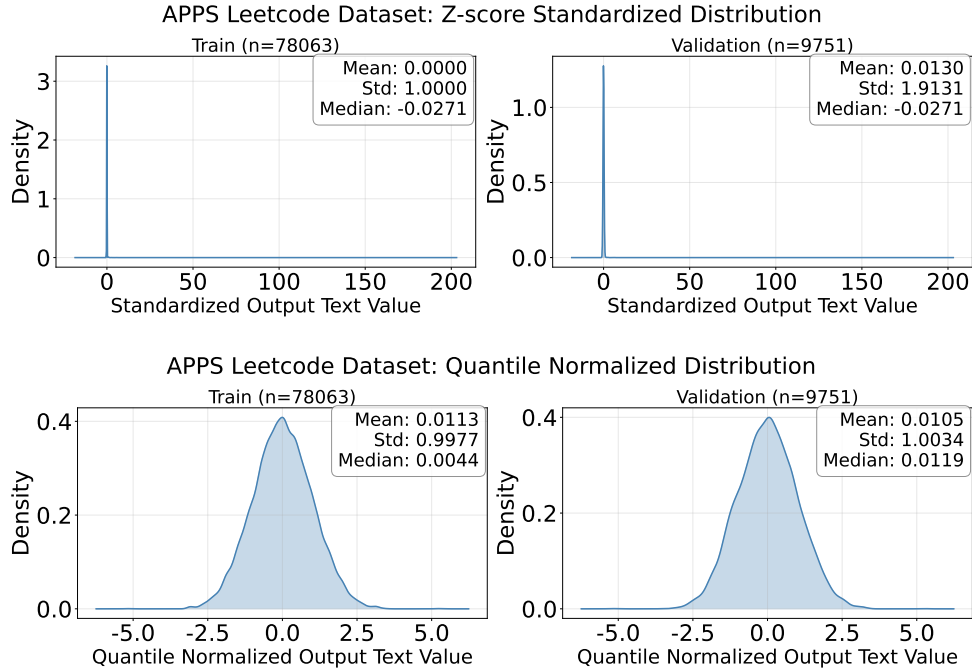 APPS Leetcode Dataset: Z-score Standardized Distribution
Train (n=78063)
Mean: 0.0000
Std: 1.0000
Median: -0.0271
Density
3
2
1
0
0 50 100 150 200
Standardized Output Text Value
Validation (n=9751)
Mean: 0.0130
Std: 1.9131
Median: -0.0271
Density
1.0
0.5
0.0
0 50 100 150 200
Standardized Output Text Value
APPS Leetcode Dataset: Quantile Normalized Distribution
Train (n=78063)
Mean: 0.0113
Std: 0.9977
Median: 0.0044
Density
0.4
0.2
0.0
-5.0 -2.5 0.0 2.5 5.0
Quantile Normalized Output Text Value
Validation (n=9751)
Mean: 0.0105
Std: 1.0034
Median: 0.0119
Density
0.4
0.2
0.0
-5.0 -2.5 0.0 2.5 5.0
Quantile Normalized Output Text Value